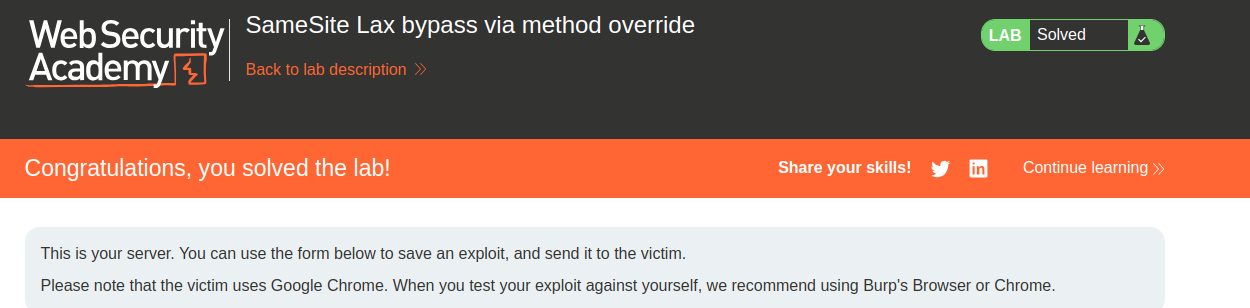 Web Security
Academy
SameSite Lax bypass via method override
Back to lab description
LAB Solved
Congratulations, you solved the lab!
Share your skills!
Continue learning
This is your server. You can use the form below to save an exploit, and send it to the victim.
Please note that the victim uses Google Chrome. When you test your exploit against yourself, we recommend using Burp's Browser or Chrome.